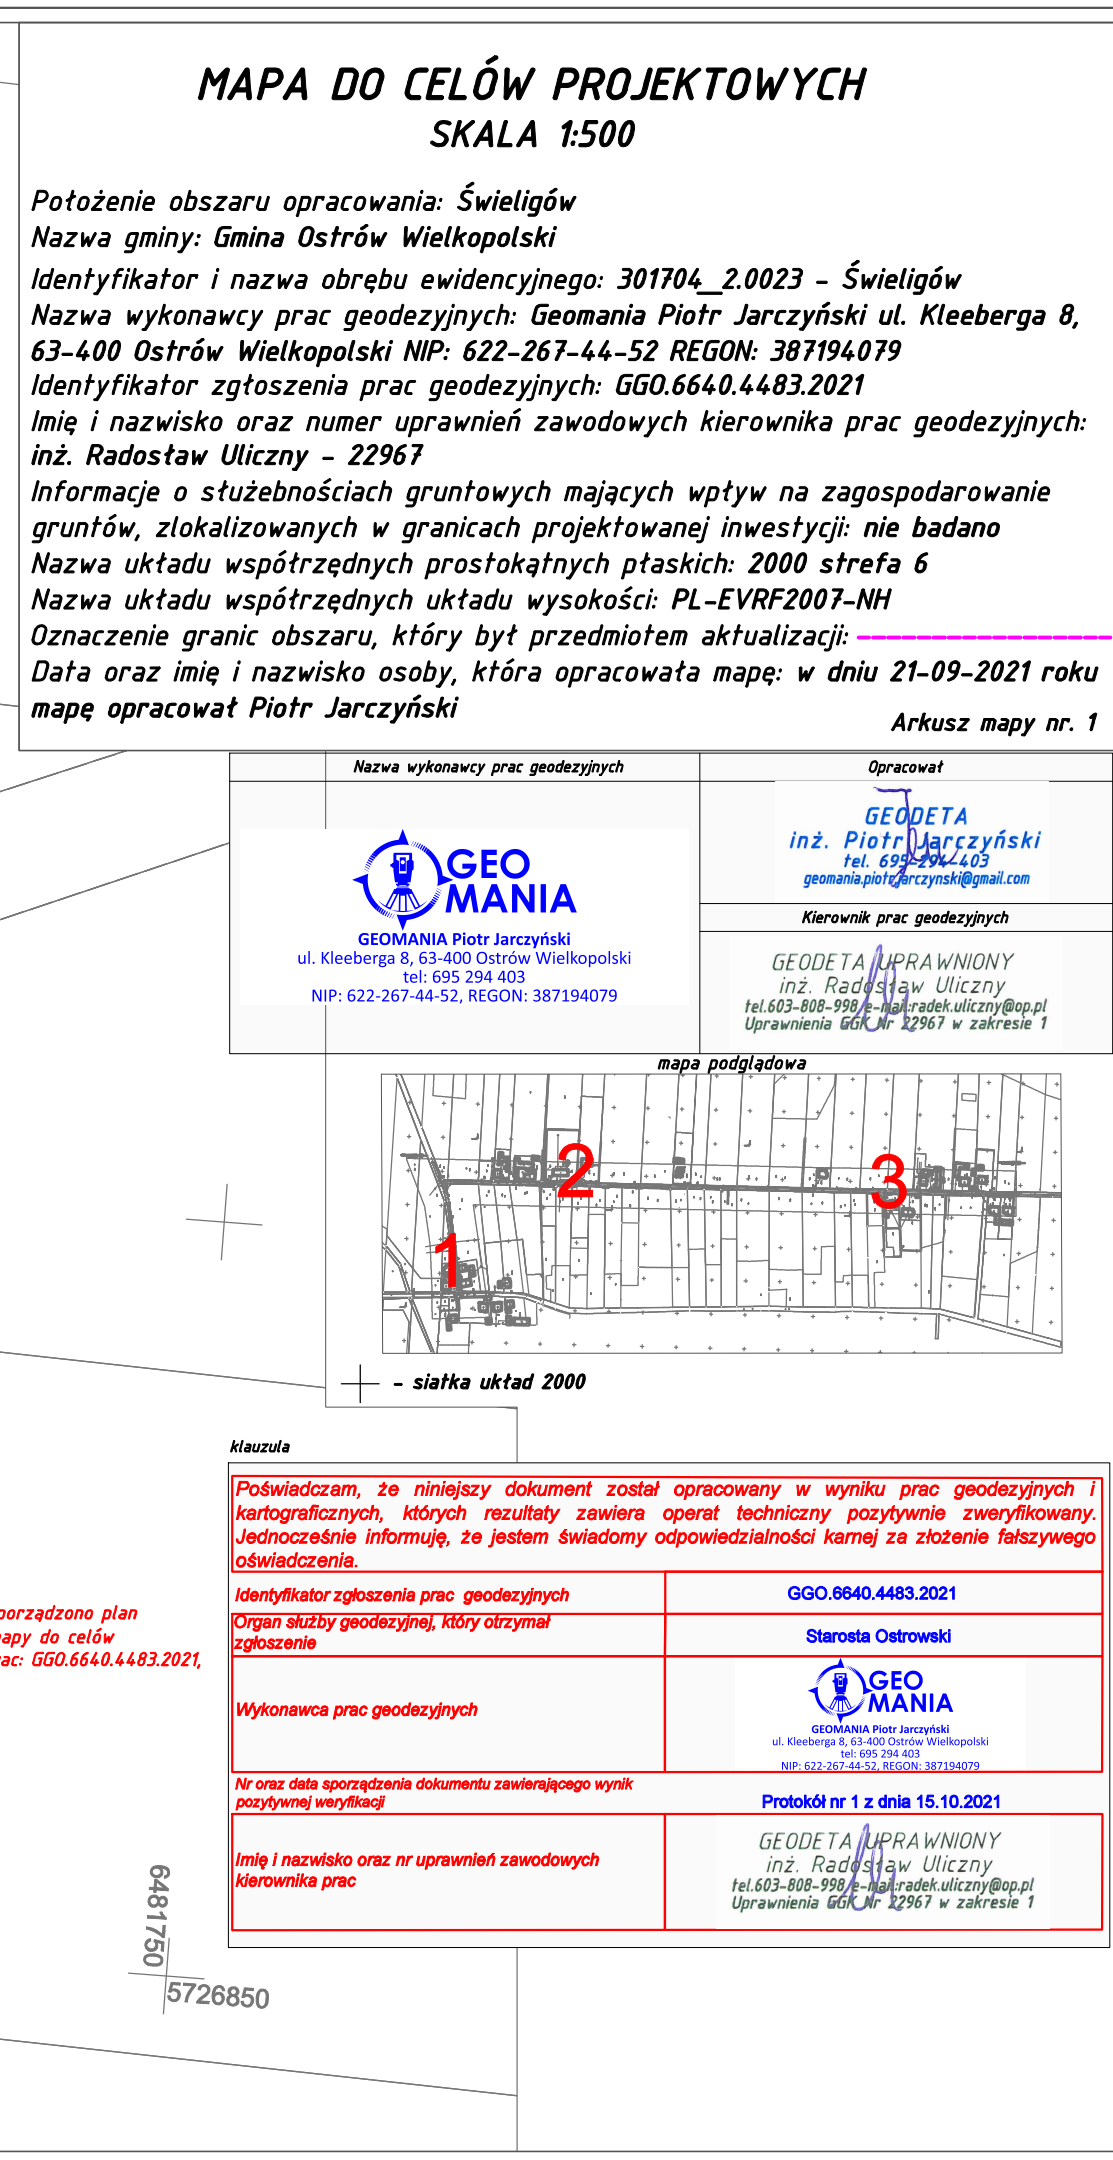 MAPA DO CELÓW PROJEKTOWYCH
SKALA 1:500
Położenie obszaru opracowania: Świeligów
Nazwa gminy: Gmina Ostrów Wielkopolski
Identyfikator i nazwa obrębu ewidencyjnego: 301704_2.0023 - Świeligów
Nazwa wykonawcy prac geodezyjnych: Geomania Piotr Jarczyński ul. Kleeberga 8,
63-400 Ostrów Wielkopolski NIP: 622-267-44-52 REGON: 387194079
Identyfikator zgłoszenia prac geodezyjnych: GGO.6640.4483.2021
Imię i nazwisko oraz numer uprawnień zawodowych kierownika prac geodezyjnych:
inż. Radosław Uliczny - 22967
Informacje o służebnościach gruntowych mających wpływ na zagospodarowanie
gruntów, zlokalizowanych w granicach projektowanej inwestycji: nie badano
Nazwa układu współrzędnych prostokątnych płaskich: 2000 strefa 6
Nazwa układu współrzędnych układu wysokości: PL-EVRF2007-NH
Oznaczenie granic obszaru, który był przedmiotem aktualizacji:
Data oraz imię i nazwisko osoby, która opracowała mapę: w dniu 21-09-2021 roku
mapę opracował Piotr Jarczyński
Arkusz mapy nr. 1
Nazwa wykonawcy prac geodezyjnych
Opracował
GEO
MANIA
GEOMANIA Piotr Jarczyński
ul. Kleeberga 8, 63-400 Ostrów Wielkopolski
tel: 695 294 403
NIP: 622-267-44-52, REGON: 387194079
GEODETA
inż. Piotr Jarczyński
tel. 695-294-403
geomania.piotr.jarczynski@gmail.com
Kierownik prac geodezyjnych
GEODETA UPRAWNIONY
inż. Radosław Uliczny
tel.603-808-998, e-mail:radek.uliczny@op.pl
Uprawnienia GGK Nr 22967 w zakresie 1
mapa podglądowa
1
2
3
- siatka układ 2000
klauzula
Poświadczam, że niniejszy dokument został opracowany w wyniku prac geodezyjnych i
kartograficznych, których rezultaty zawiera operat techniczny pozytywnie zweryfikowany.
Jednocześnie informuję, że jestem świadomy odpowiedzialności karnej za złożenie fałszywego
oświadczenia.
Identyfikator zgłoszenia prac geodezyjnych
GGO.6640.4483.2021
Organ służby geodezyjnej, który otrzymał
zgłoszenie
Starosta Ostrowski
Wykonawca prac geodezyjnych
GEO
MANIA
GEOMANIA Piotr Jarczyński
ul. Kleeberga 8, 63-400 Ostrów Wielkopolski
tel: 695 294 403
NIP: 622-267-44-52, REGON: 387194079
Nr oraz data sporządzenia dokumentu zawierającego wynik
pozytywnej weryfikacji
Protokół nr 1 z dnia 15.10.2021
Imię i nazwisko oraz nr uprawnień zawodowych
kierownika prac
GEODETA UPRAWNIONY
inż. Radosław Uliczny
tel.603-808-998, e-mail:radek.uliczny@op.pl
Uprawnienia GGK Nr 22967 w zakresie 1
porządzono plan
apy do celów
ac: GGO.6640.4483.2021,
6481750
5726850